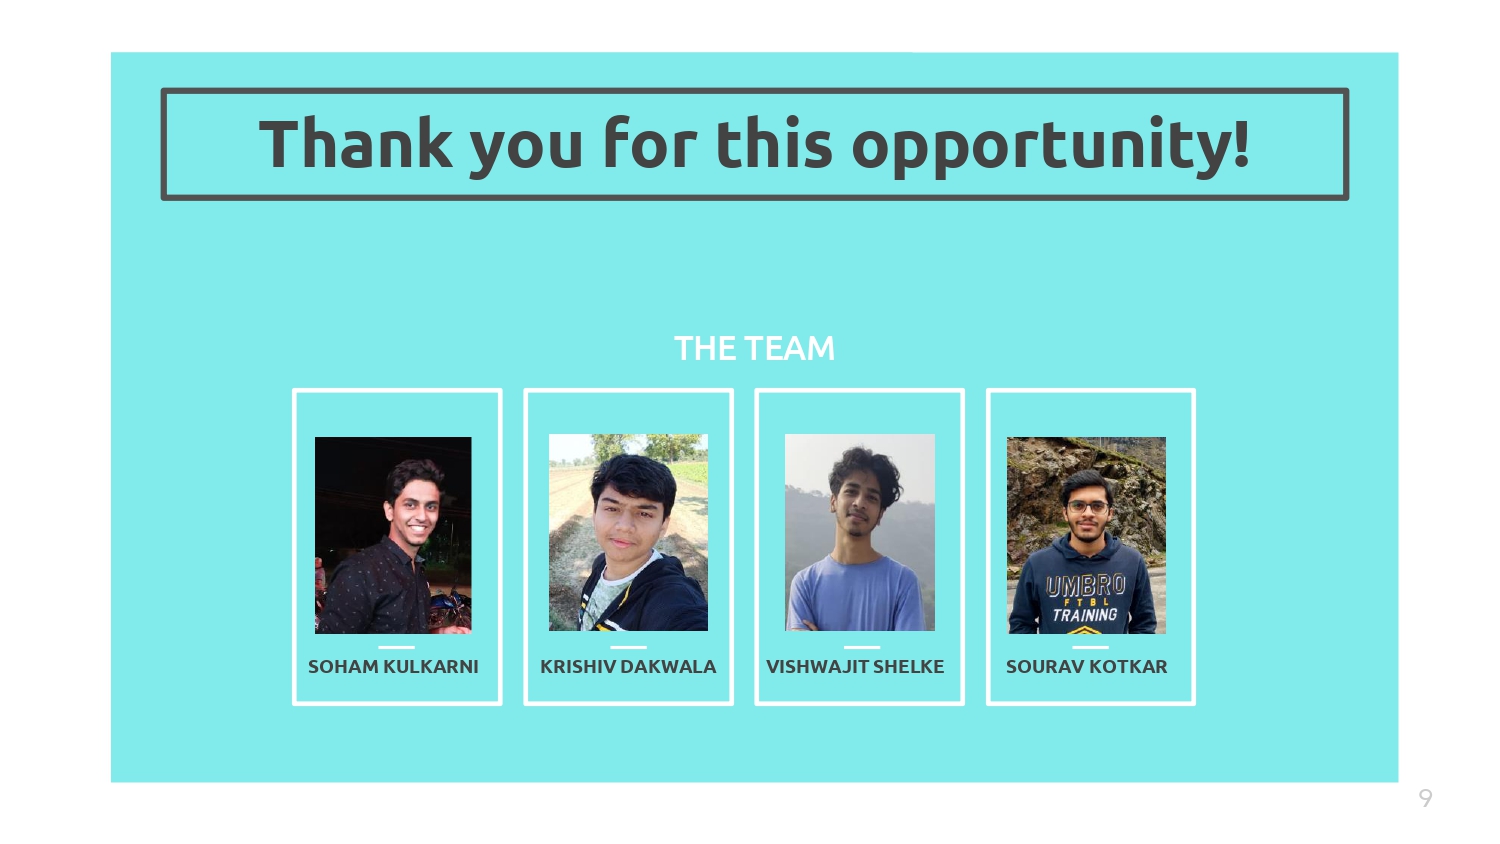 Thank you for this opportunity!
THE TEAM
UMBRO
FTBL
TRAINING
SOHAM KULKARNI
KRISHIV DAKWALA
VISHWAJIT SHELKE
SOURAV KOTKAR
9